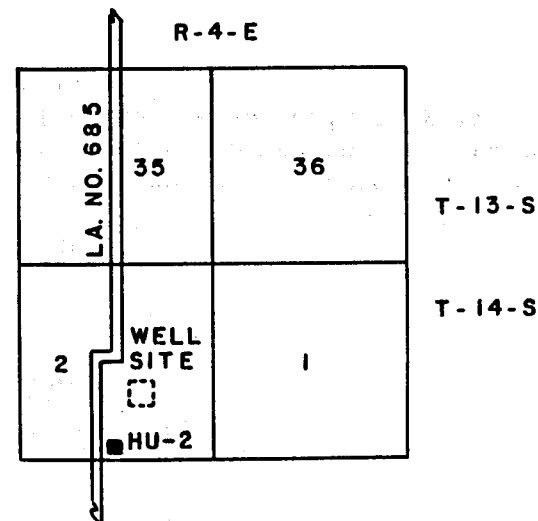 R-4-E
LA. NO. 685
35
36
T-13-S
T-14-S
WELL
SITE
2
1
HU-2